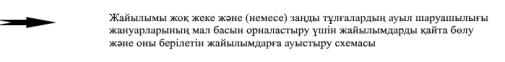 Жайылымы жоқ жеке және (немесе) заңды тұлғалардың ауыл шаруашылығы
жануарларының мал басын орналастыру үшін жайылымдарды қайта бөлу
және оны берілетін жайылымдарға ауыстыру схемасы